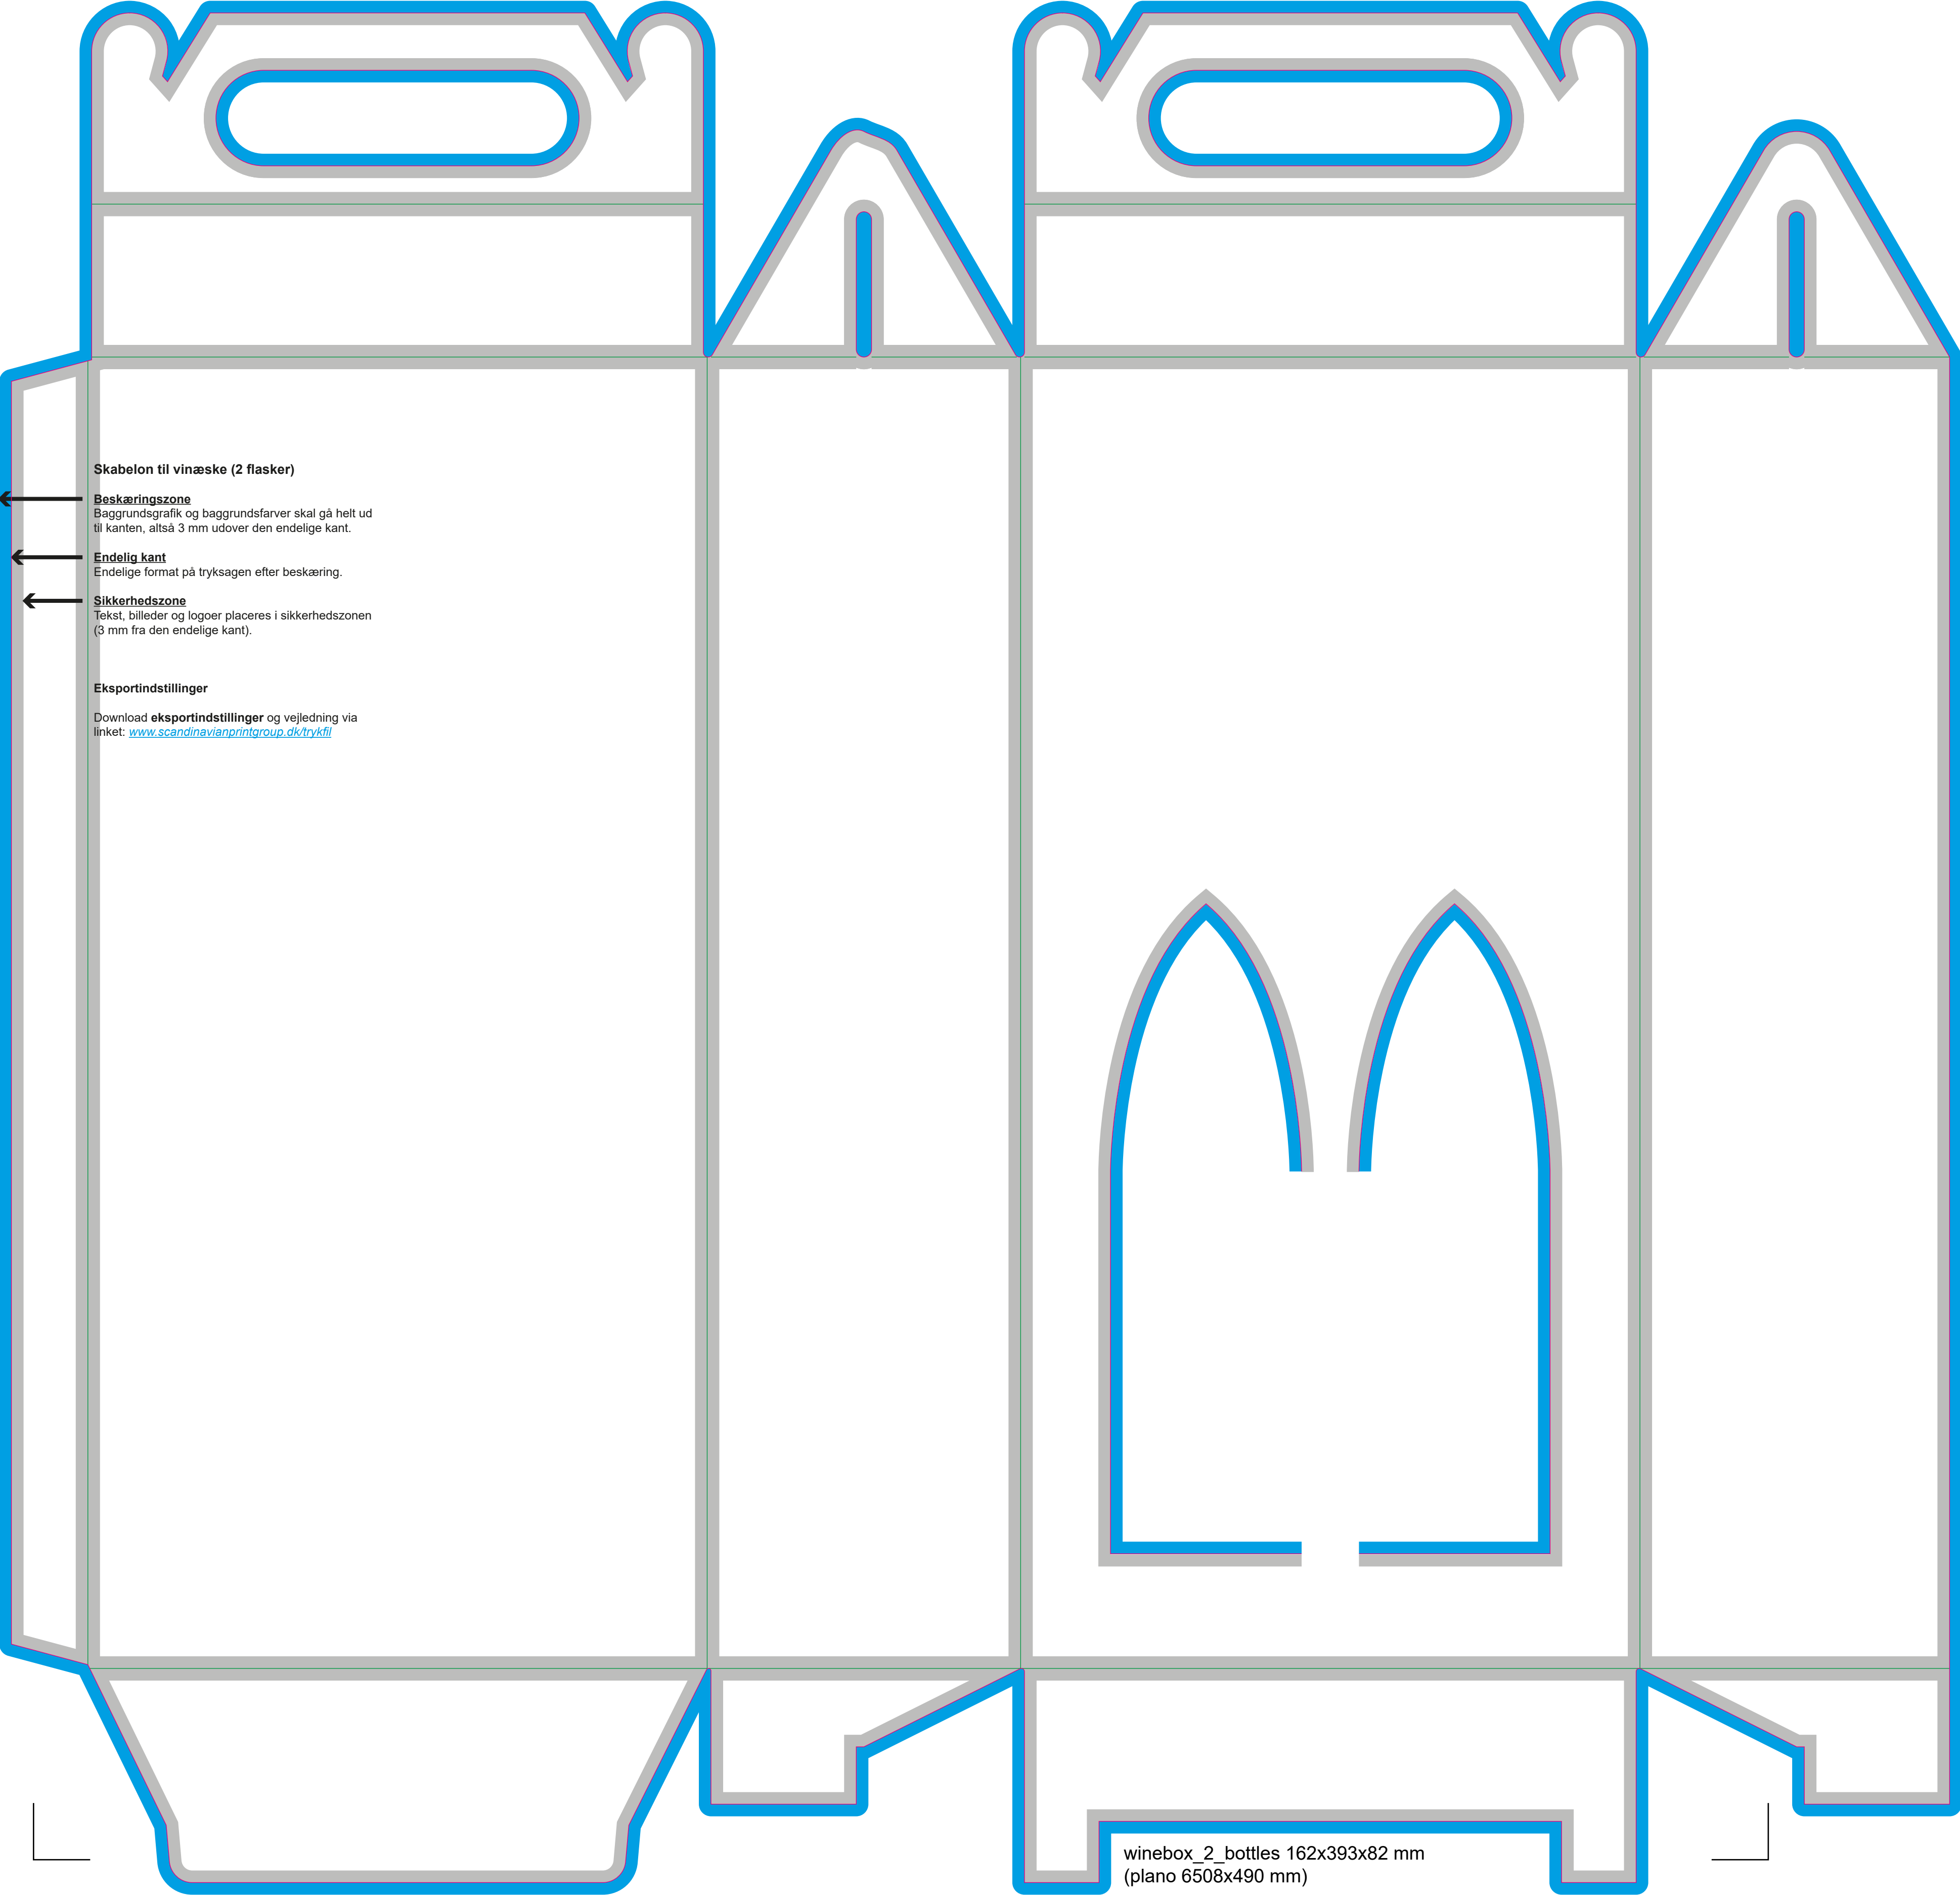 Skabelon til vinæske (2 flasker)
Beskæringszone
Baggrundsgrafik og baggrundsfarver skal gå helt ud
til kanten, altså 3 mm udover den endelige kant.
Endelig kant
Endelige format på tryksagen efter beskæring.
Sikkerhedszone
Tekst, billeder og logoer placeres i sikkerhedszonen
(3 mm fra den endelige kant).
Eksportindstillinger
Download eksportindstillinger og vejledning via
linket: www.scandinavianprintgroup.dk/trykfil
winebox_2_bottles 162x393x82 mm
(plano 6508x490 mm)